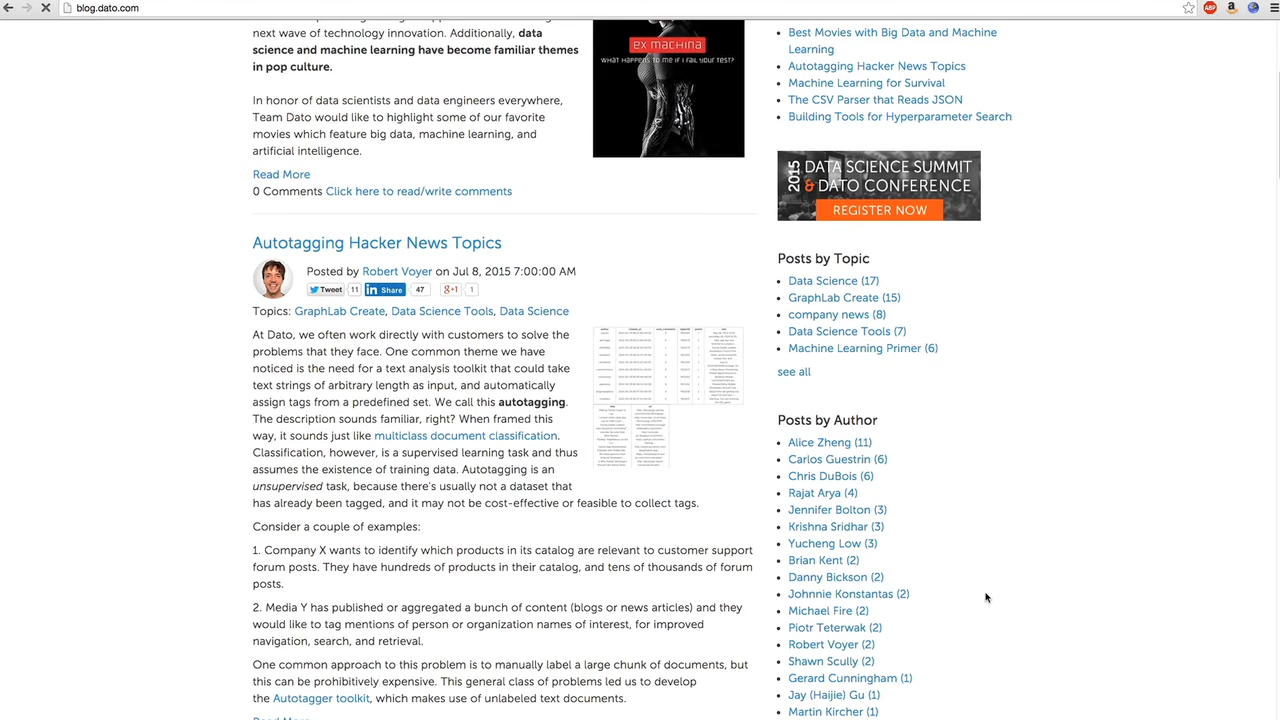 blog.dato.com
ABP
next wave of technology innovation. Additionally, data
science and machine learning have become familiar themes
in pop culture.
In honor of data scientists and data engineers everywhere,
Team Dato would like to highlight some of our favorite
movies which feature big data, machine learning, and
artificial intelligence.
Read More
0 Comments Click here to read/write comments
ex machina
WHAT HAPPENS TO ME IF I FAIL YOUR TEST?
Autotagging Hacker News Topics
Posted by Robert Voyer on Jul 8, 2015 7:00:00 AM
Tweet 11 in Share 47 g+1 1
Topics: GraphLab Create, Data Science Tools, Data Science
At Dato we often interact directly with customers to solve the
problems that they face. One of the things in demand we have
text strings of arbitrary length and automatically
assign tags from a predefined set. We call this autotagging.
The description of autotagging might sound familiar. In a
way, it sounds like multiclass document classification.
Classification, however, is a supervised learning task and thus
assumes the existence of training data. Autotagging is an
unsupervised task, because there's usually not a dataset that
has already been tagged, and it may not be cost-effective or feasible to collect tags.
Consider a couple of examples:
1. Company X wants to identify which products in its catalog are relevant to customer support
forum posts. They have hundreds of products in their catalog, and tens of thousands of forum
posts.
2. Media Y has published or aggregated a bunch of content (blogs or news articles) and they
would like to tag mentions of person or organization names of interest, for improved
navigation, search, and retrieval.
One common approach to this problem is to manually label a large chunk of documents, but
this can be prohibitively expensive. This general class of problems led us to develop
the Autotagger toolkit, which makes use of unlabeled text documents.
Best Movies with Big Data and Machine
Learning
Autotagging Hacker News Topics
Machine Learning for Survival
The CSV Parser that Reads JSON
Building Tools for Hyperparameter Search
2015 DATA SCIENCE SUMMIT
& DATO CONFERENCE
REGISTER NOW
Posts by Topic
Data Science (17)
GraphLab Create (15)
company news (8)
Data Science Tools (7)
Machine Learning Primer (6)
see all
Posts by Author
Alice Zheng (11)
Carlos Guestrin (6)
Chris DuBois (6)
Rajat Arya (4)
Jennifer Bolton (3)
Krishna Sridhar (3)
Yucheng Low (3)
Brian Kent (2)
Danny Bickson (2)
Johnnie Konstantas (2)
Michael Fire (2)
Piotr Teterwak (2)
Robert Voyer (2)
Shawn Scully (2)
Gerard Cunningham (1)
Jay (Haijie) Gu (1)
Martin Kircher (1)